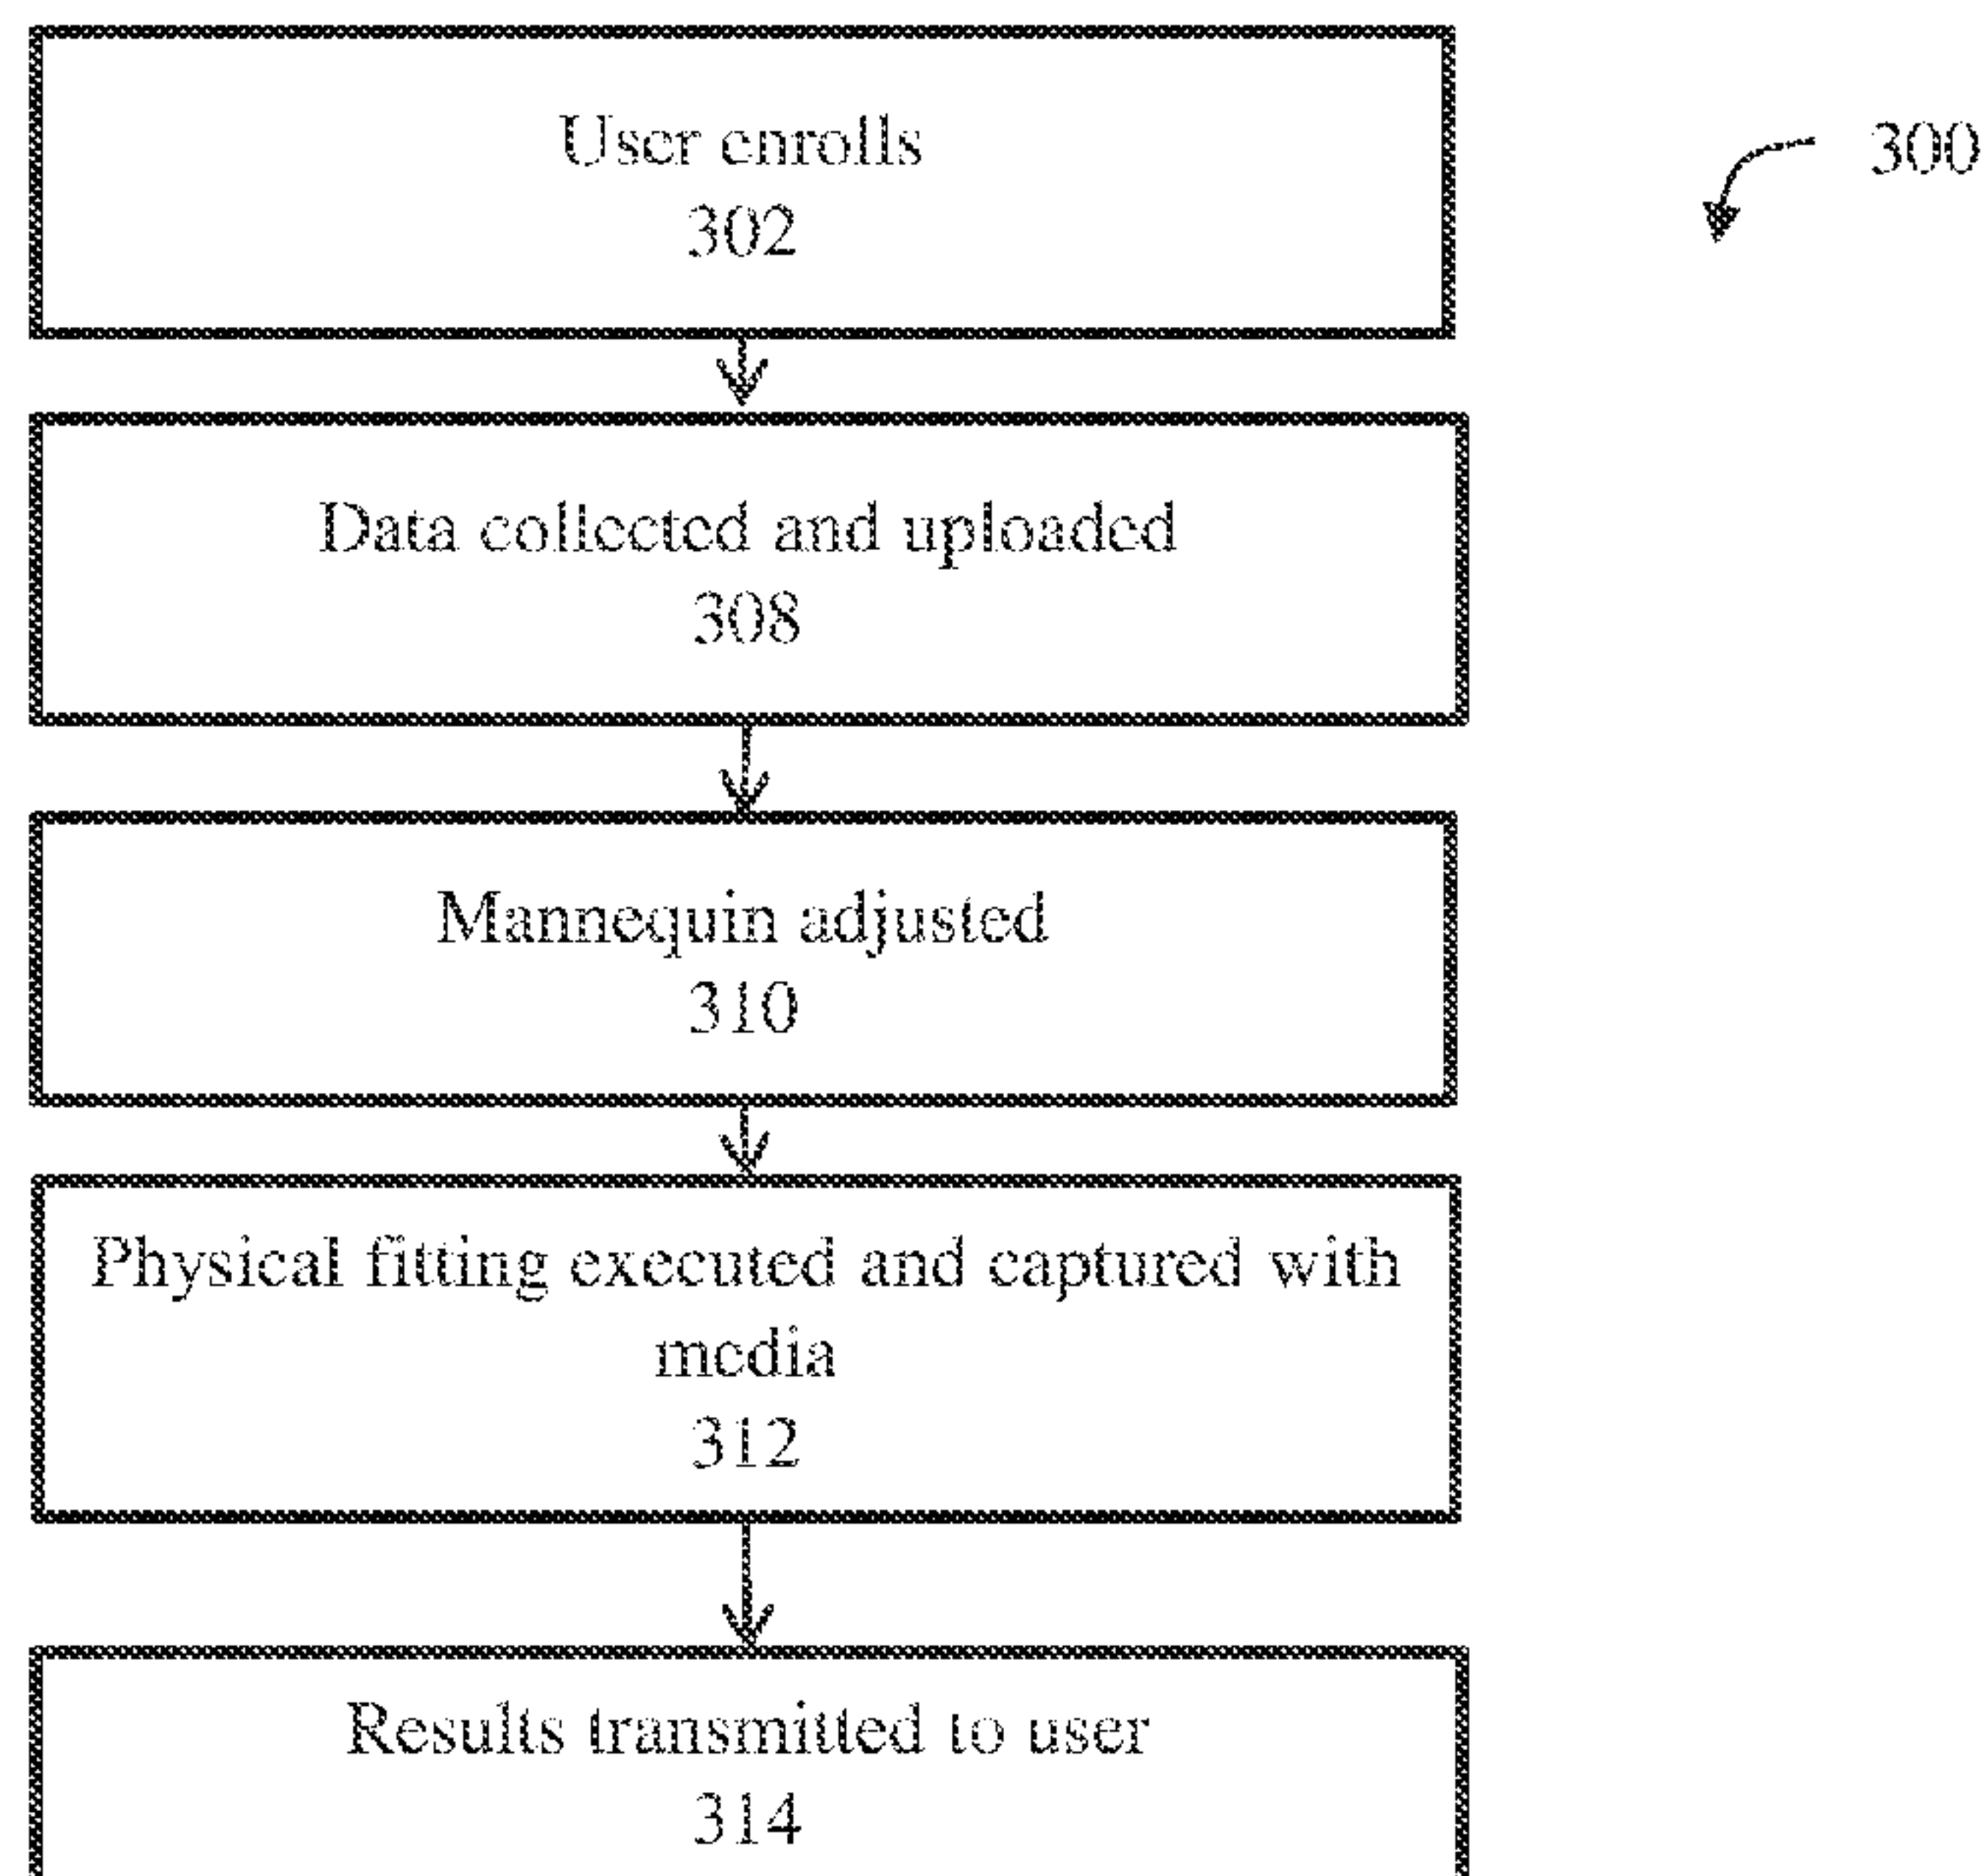 User enrolls
302
300
Data collected and uploaded
308
Mannequin adjusted
310
Physical fitting executed and captured with
media
312
Results transmitted to user
314